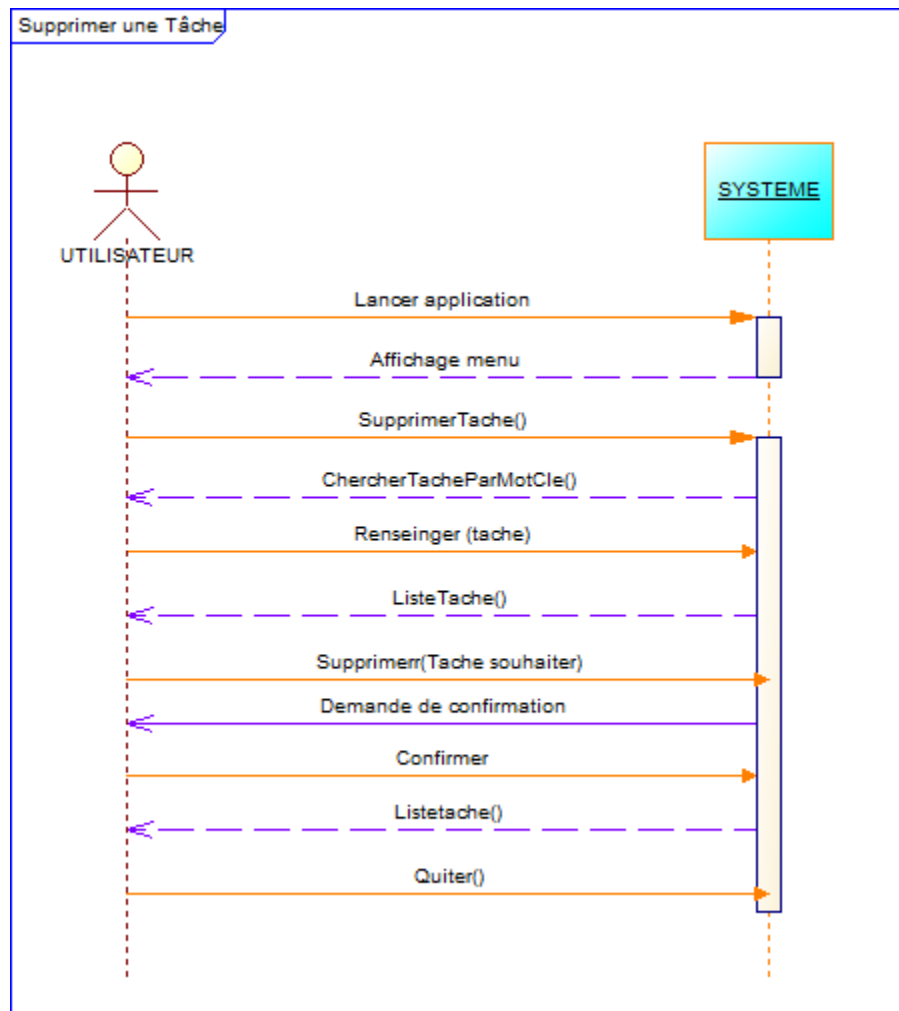 Supprimer une Tâche
SYSTEME
UTILISATEUR
Lancer application
Affichage menu
SupprimerTache()
ChercherTacheParMotCle()
Renseinger (tache)
ListeTache()
Supprimerr(Tache souhaiter)
Demande de confirmation
Confirmer
Listetache()
Quiter()